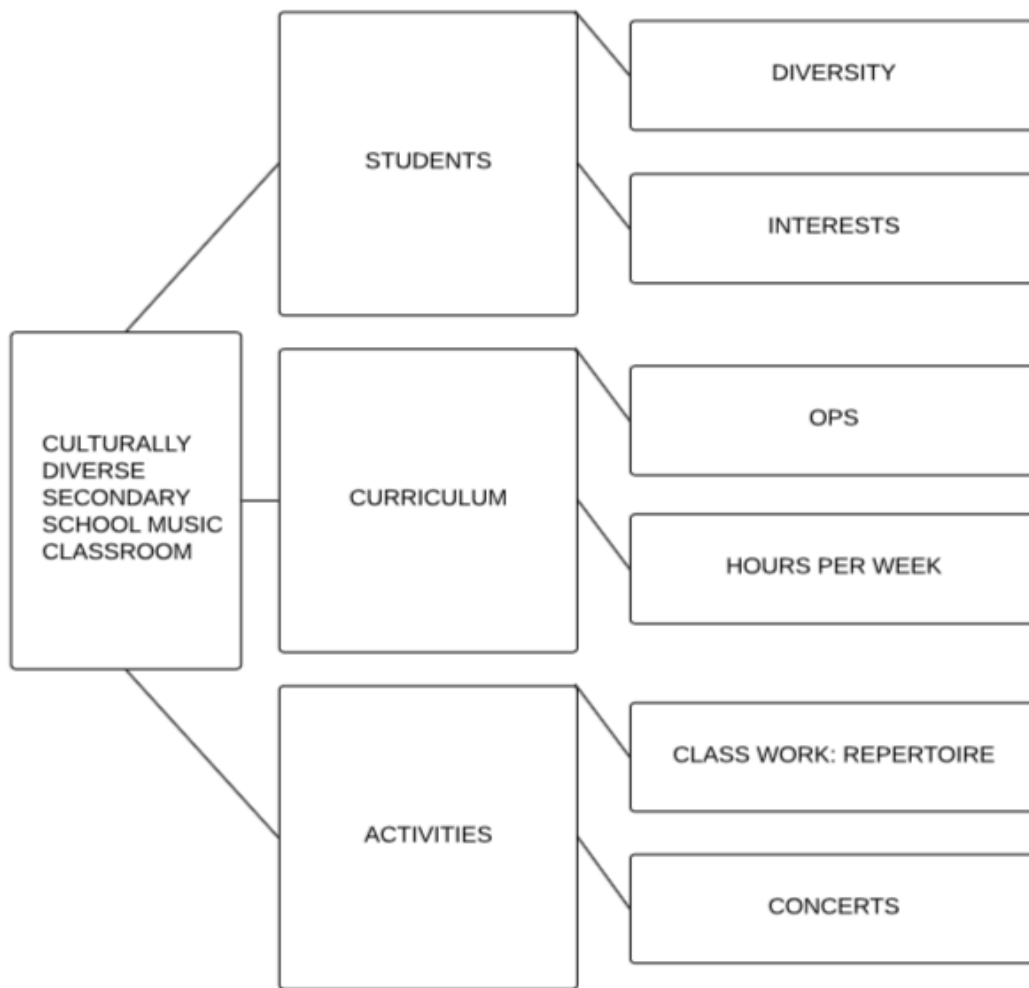 DIVERSITY
STUDENTS
INTERESTS
CULTURALLY
DIVERSE
SECONDARY
SCHOOL MUSIC
CLASSROOM
OPS
CURRICULUM
HOURS PER WEEK
CLASS WORK: REPERTOIRE
ACTIVITIES
CONCERTS